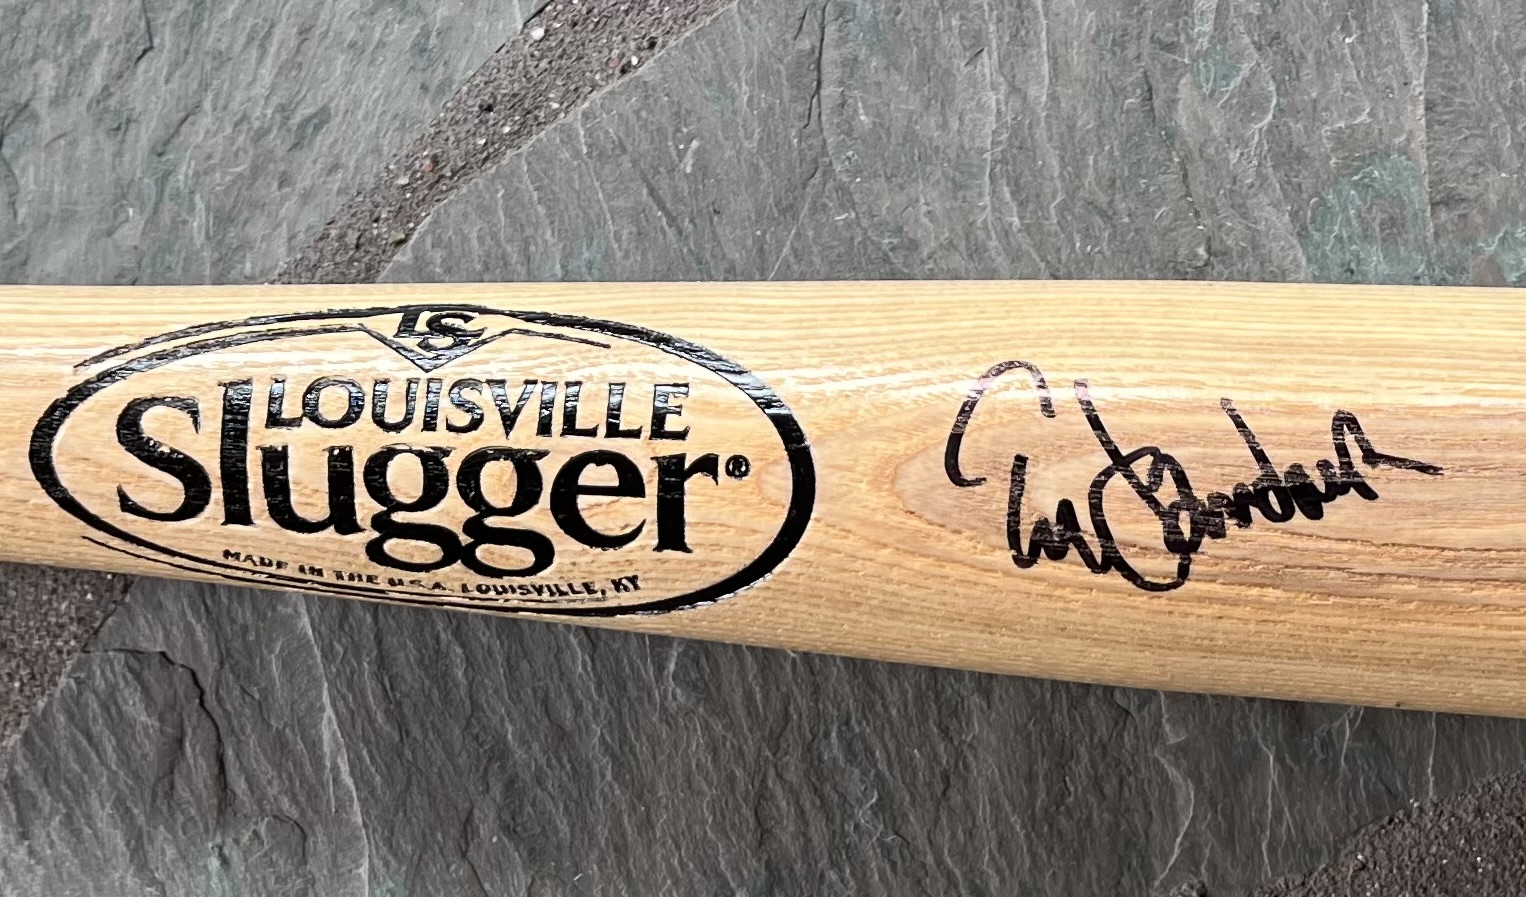 LS
LOUISVILLE
Slugger®
MADE IN THE U.S.A. LOUISVILLE, KY